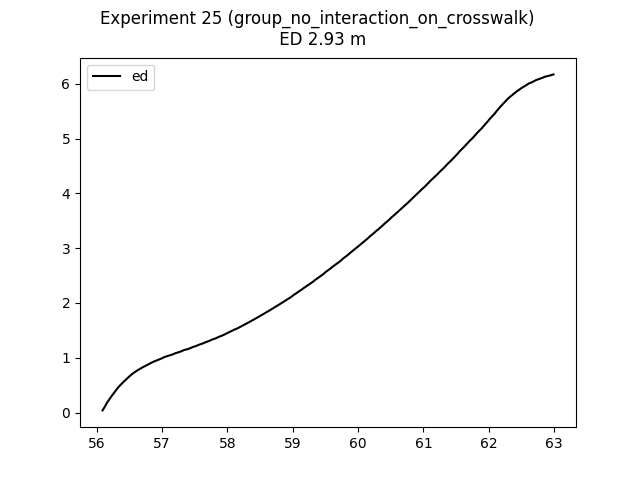 Experiment 25 (group_no_interaction_on_crosswalk)
ED 2.93 m
ed
6
5
4
3
2
1
0
56 57 58 59 60 61 62 63